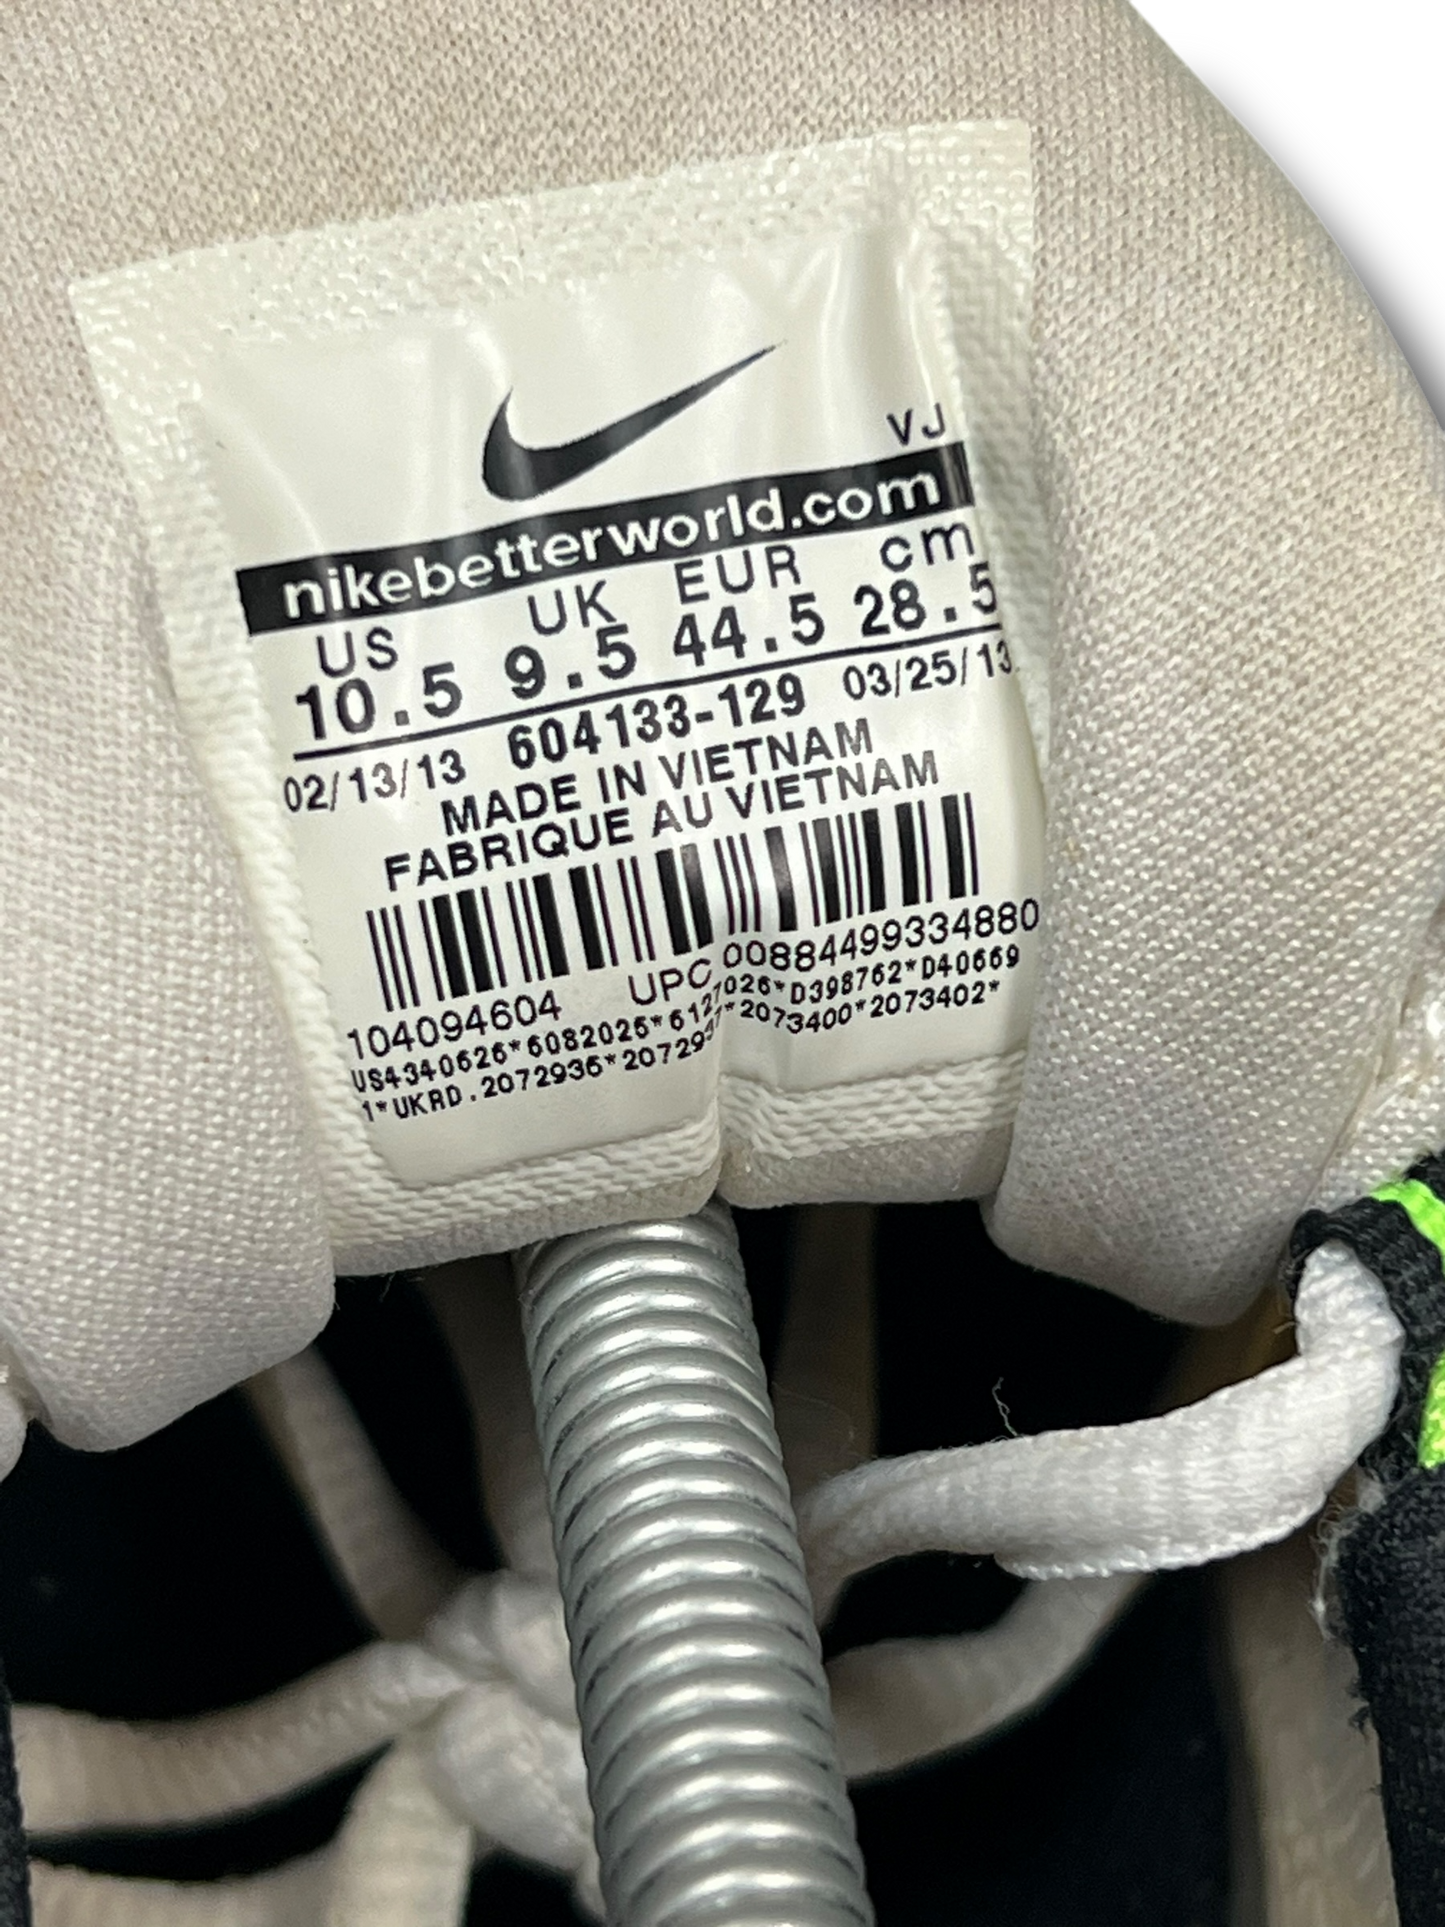 VJ
nikebetterworld.com
US UK EUR cm
10.5 9.5 44.5 28.5
02/13/13 604133-129 03/25/13
MADE IN VIETNAM
FABRIQUE AU VIETNAM
104094604 UPC 00884499334880
US4340626*6082025*6127026*D398762*D40669
1*UKRD.2072936*2072937*2073400*2073402*